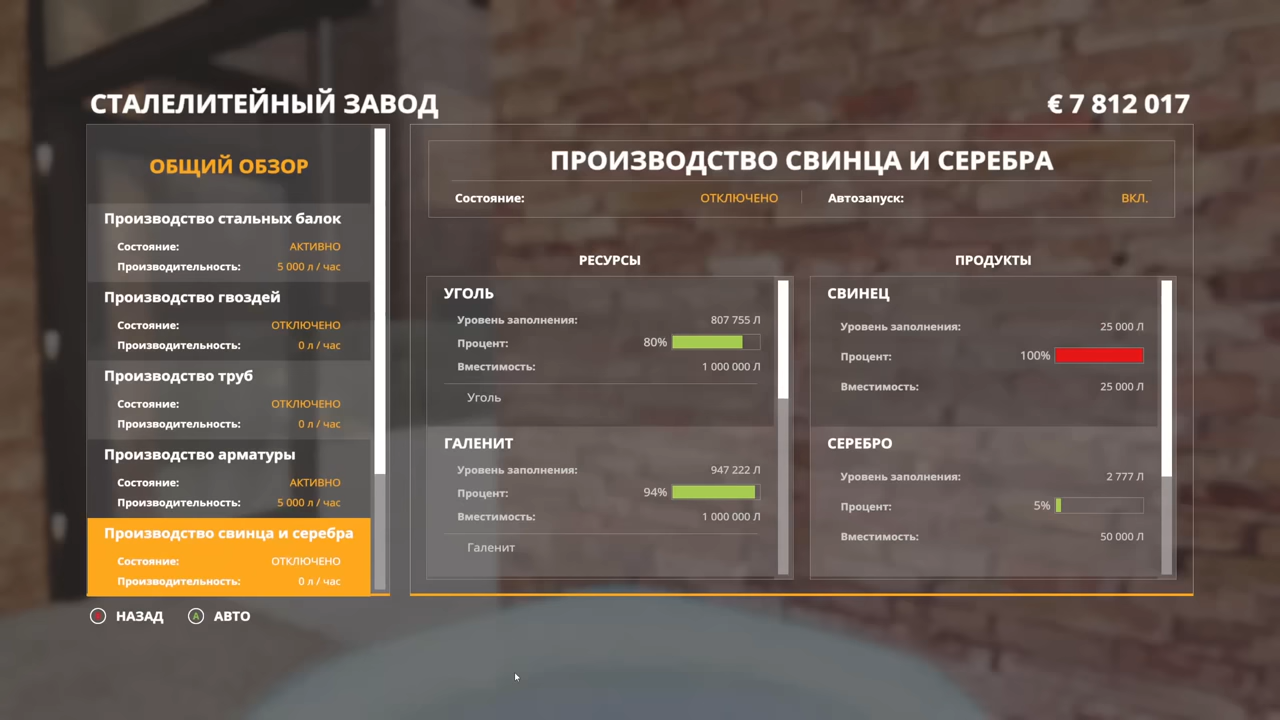 СТАЛЕЛИТЕЙНЫЙ ЗАВОД
€ 7 812 017
ОБЩИЙ ОБЗОР
Производство стальных балок
Состояние: АКТИВНО
Производительность: 5 000 л / час
Производство гвоздей
Состояние: ОТКЛЮЧЕНО
Производительность: 0 л / час
Производство труб
Состояние: ОТКЛЮЧЕНО
Производительность: 0 л / час
Производство арматуры
Состояние: АКТИВНО
Производительность: 5 000 л / час
Производство свинца и серебра
Состояние: ОТКЛЮЧЕНО
Производительность: 0 л / час
ПРОИЗВОДСТВО СВИНЦА И СЕРЕБРА
Состояние: ОТКЛЮЧЕНО Автозапуск: ВКЛ.
РЕСУРСЫ
УГОЛЬ
Уровень заполнения: 807 755 Л
Процент: 80%
Вместимость: 1 000 000 Л
Уголь
ГАЛЕНИТ
Уровень заполнения: 947 222 Л
Процент: 94%
Вместимость: 1 000 000 Л
Галенит
ПРОДУКТЫ
СВИНЕЦ
Уровень заполнения: 25 000 Л
Процент: 100%
Вместимость: 25 000 Л
СЕРЕБРО
Уровень заполнения: 2 777 Л
Процент: 5%
Вместимость: 50 000 Л
НАЗАД A АВТО